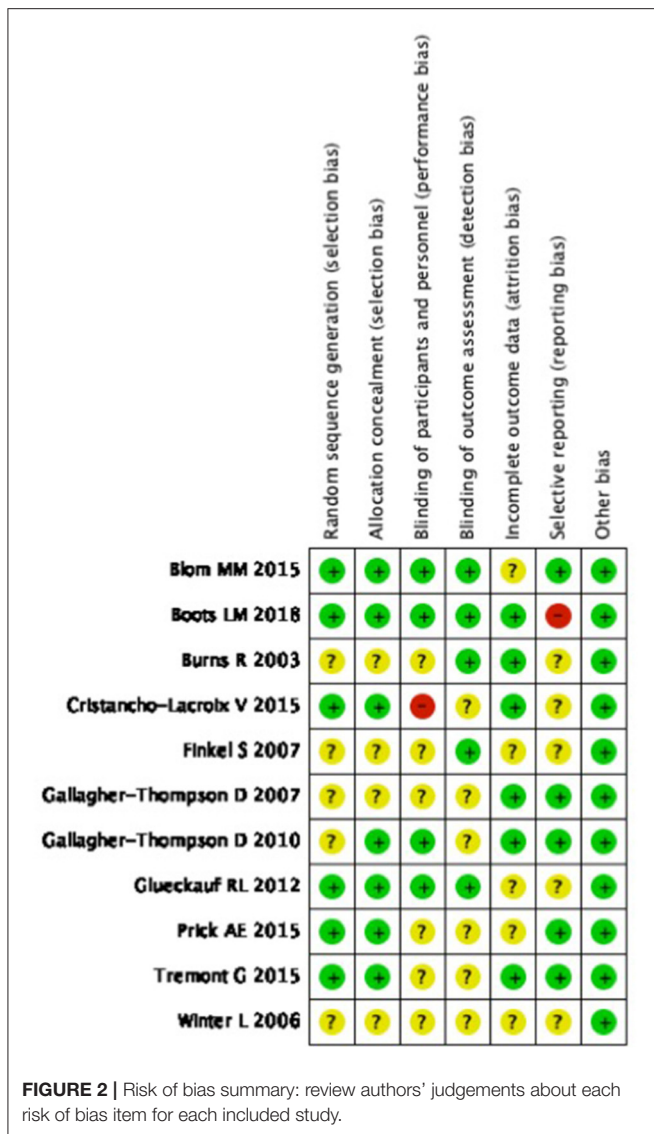 Random sequence generation (selection bias)
Allocation concealment (selection bias)
Blinding of participants and personnel (performance bias)
Blinding of outcome assessment (detection bias)
Incomplete outcome data (attrition bias)
Selective reporting (reporting bias)
Other bias
Blom MM 2015 + + + + ? + +
Boots LM 2018 + + + + + - +
Burns R 2003 ? ? ? + + ? +
Cristancho-Lacroix V 2015 + + - ? + ? +
Finkel S 2007 ? ? ? + ? ? +
Gallagher-Thompson D 2007 ? ? ? ? + + +
Gallagher-Thompson D 2010 ? + + ? + + +
Glueckauf RL 2012 + + + + ? ? +
Prick AE 2015 + + ? ? ? + +
Tremont G 2015 + + ? ? + + +
Winter L 2006 ? ? ? ? ? ? +
FIGURE 2 | Risk of bias summary: review authors' judgements about each
risk of bias item for each included study.